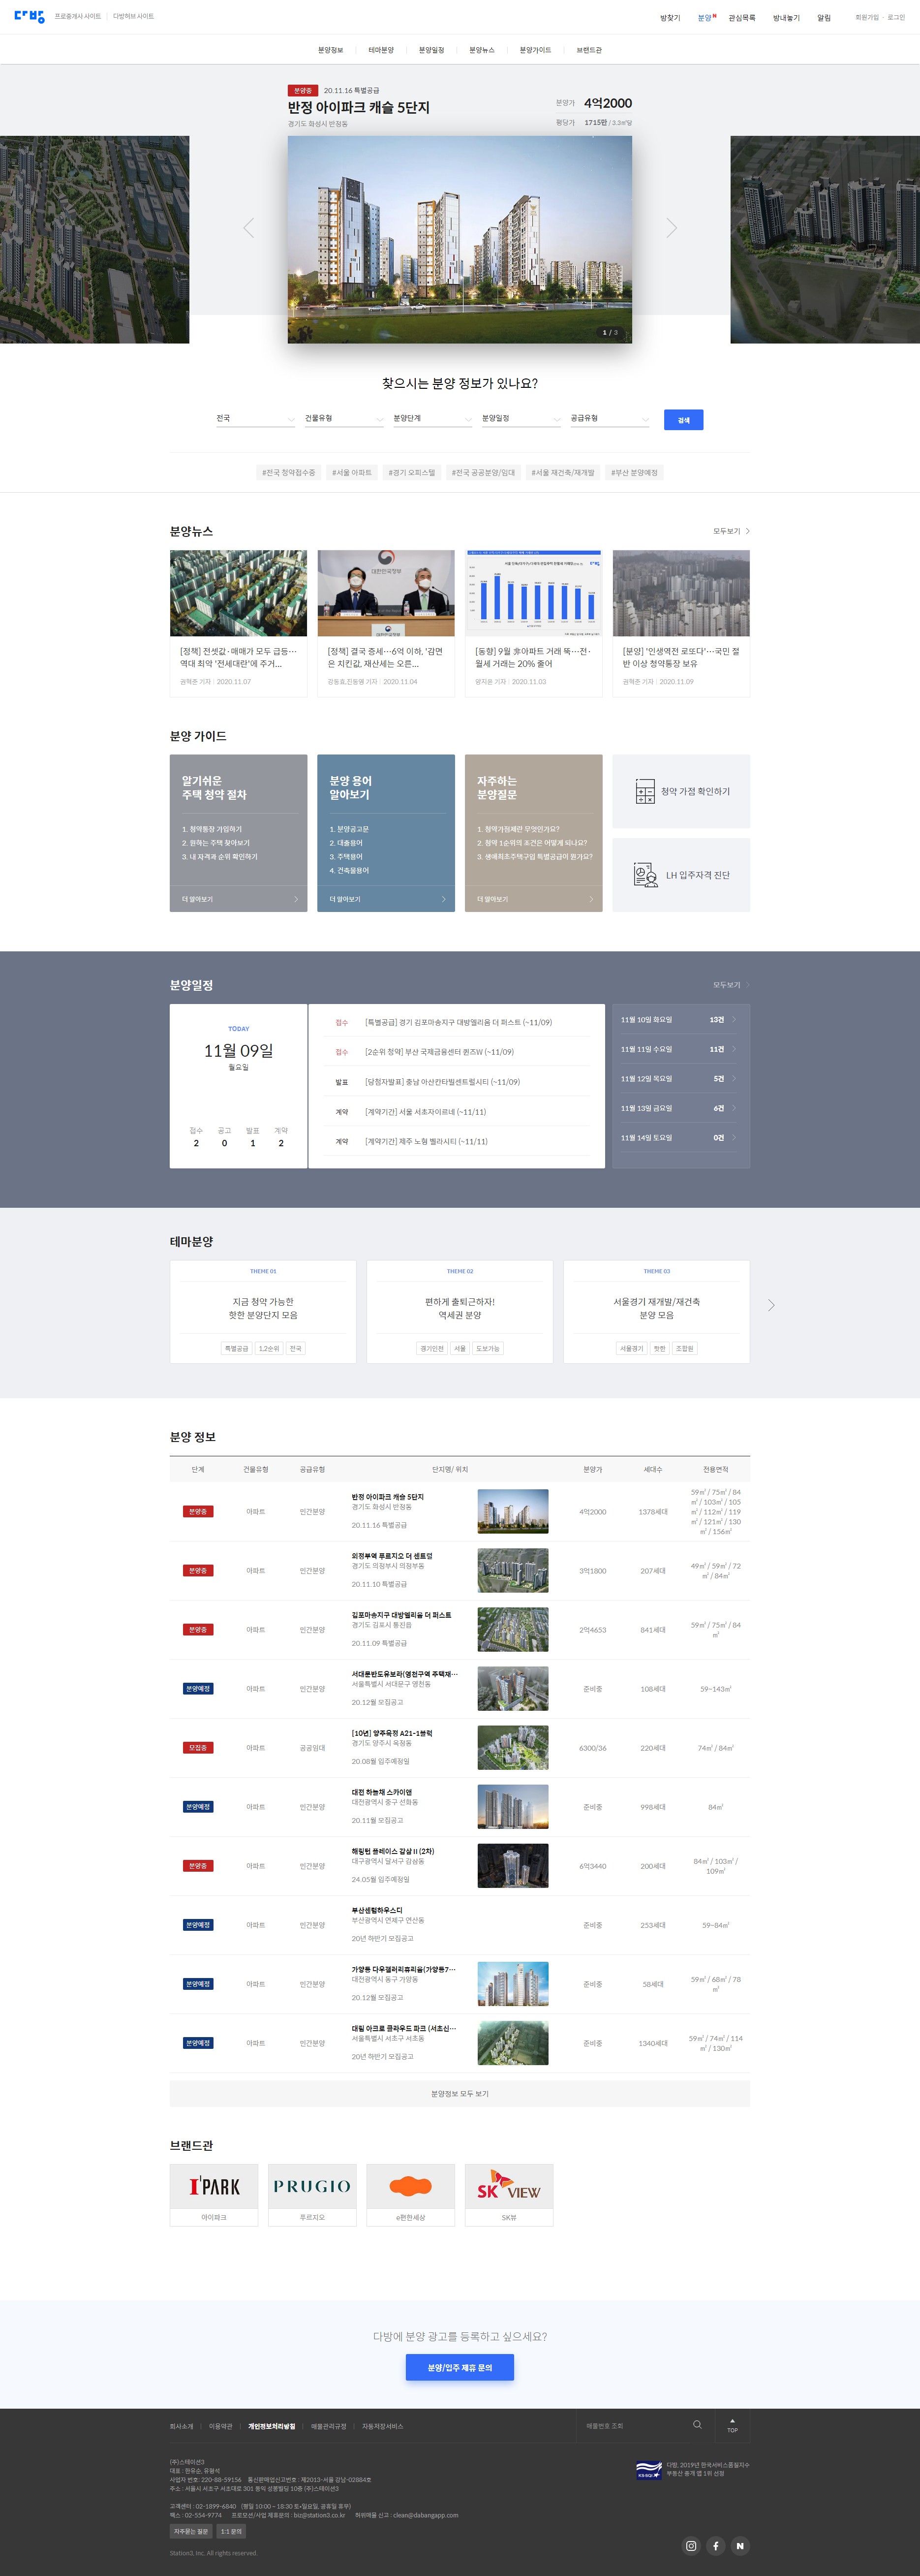 다방
프로중개사 사이트
다방허브 사이트
방찾기
분양 N
관심목록
방내놓기
알림
회원가입 · 로그인
분양정보
테마분양
분양일정
분양뉴스
분양가이드
브랜드관
분양중 20.11.16 특별공급
반정 아이파크 캐슬 5단지
경기도 화성시 반정동
분양가 4억2000
평당가 1715만 / 3.3㎡당
1 / 3
찾으시는 분양 정보가 있나요?
전국
건물유형
분양단계
분양일정
공급유형
검색
#전국 청약접수중
#서울 아파트
#경기 오피스텔
#전국 공공분양/임대
#서울 재건축/재개발
#부산 분양예정
분양뉴스
모두보기
대한민국정부
[정책] 전셋값·매매가 모두 급등…
역대 최악 '전세대란'에 주거...
권혁준 기자 | 2020.11.07
[정책] 결국 증세…6억 이하, '감면
은 지킨값, 재산세는 오른...
강동효,진동영 기자 | 2020.11.04
[동향] 9월 非아파트 거래 뚝…전·
월세 거래는 20% 줄어
양지윤 기자 | 2020.11.03
[분양] '인생역전 로또다'…국민 절
반 이상 청약통장 보유
권혁준 기자 | 2020.11.09
분양 가이드
알기쉬운
주택 청약 절차
1. 청약통장 가입하기
2. 원하는 주택 찾아보기
3. 내 자격과 순위 확인하기
더 알아보기
분양 용어
알아보기
1. 분양공고문
2. 대출용어
3. 주택용어
4. 건축물용어
더 알아보기
자주하는
분양질문
1. 청약가점제란 무엇인가요?
2. 청약 1순위의 조건은 어떻게 되나요?
3. 생애최초주택구입 특별공급이 뭔가요?
더 알아보기
청약 가점 확인하기
LH 입주자격 진단
분양일정
모두보기
TODAY
11월 09일
월요일
접수 공고 발표 계약
2 0 1 2
접수 [특별공급] 경기 김포마송지구 대방엘리움 더 퍼스트 (~11/09)
접수 [2순위 청약] 부산 국제금융센터 퀸즈W (~11/09)
발표 [당첨자발표] 충남 아산칸타빌센트럴시티 (~11/09)
계약 [계약기간] 서울 서초자이르네 (~11/11)
계약 [계약기간] 제주 노형 벨라시티 (~11/11)
11월 10일 화요일 13건
11월 11일 수요일 11건
11월 12일 목요일 5건
11월 13일 금요일 6건
11월 14일 토요일 0건
테마분양
THEME 01
지금 청약 가능한
핫한 분양단지 모음
특별공급 1,2순위 전국
THEME 02
편하게 출퇴근하자!
역세권 분양
경기인천 서울 도보가능
THEME 03
서울경기 재개발/재건축
분양 모음
서울경기 핫한 조합원
분양 정보
단계 건물유형 공급유형 단지명/ 위치 분양가 세대수 전용면적
분양중 아파트 민간분양
반정 아이파크 캐슬 5단지
경기도 화성시 반정동
20.11.16 특별공급
4억2000 1378세대
59㎡ / 75㎡ / 84
㎡ / 103㎡ / 105
㎡ / 112㎡ / 119
㎡ / 121㎡ / 130
㎡ / 156㎡
분양중 아파트 민간분양
의정부역 푸르지오 더 센트럴
경기도 의정부시 의정부동
20.11.10 특별공급
3억1800 207세대
49㎡ / 59㎡ / 72
㎡ / 84㎡
분양중 아파트 민간분양
김포마송지구 대방엘리움 더 퍼스트
경기도 김포시 통진읍
20.11.09 특별공급
2억4653 841세대
59㎡ / 75㎡ / 84
㎡
분양예정 아파트 민간분양
서대문반도유보라(영천구역 주택재…
서울특별시 서대문구 영천동
20.12월 모집공고
준비중 108세대 59~143㎡
모집중 아파트 공공임대
[10년] 양주옥정 A21-1블럭
경기도 양주시 옥정동
20.08월 입주예정일
6300/36 220세대 74㎡ / 84㎡
분양예정 아파트 민간분양
대전 하늘채 스카이앤
대전광역시 중구 선화동
20.11월 모집공고
준비중 998세대 84㎡
분양중 아파트 민간분양
해링턴 플레이스 감삼 II (2차)
대구광역시 달서구 감삼동
24.05월 입주예정일
6억3440 200세대
84㎡ / 103㎡ /
109㎡
분양예정 아파트 민간분양
부산센텀하우스디
부산광역시 연제구 연산동
20년 하반기 모집공고
준비중 253세대 59~84㎡
분양예정 아파트 민간분양
가양동 다우갤러리휴리움(가양동7…
대전광역시 동구 가양동
20.12월 모집공고
준비중 58세대
59㎡ / 68㎡ / 78
㎡
분양예정 아파트 민간분양
대림 아크로 클라우드 파크 (서초신…
서울특별시 서초구 서초동
20년 하반기 모집공고
준비중 1340세대
59㎡ / 74㎡ / 114
㎡ / 130㎡
분양정보 모두 보기
브랜드관
I'PARK
아이파크
PRUGIO
푸르지오
e편한세상
SK VIEW
SK뷰
다방에 분양 광고를 등록하고 싶으세요?
분양/입주 제휴 문의
회사소개 | 이용약관 | 개인정보처리방침 | 매물관리규정 | 자동저장서비스
매물번호 조회
TOP
(주)스테이션3
대표 : 한유순, 유형석
사업자 번호: 220-88-59156 통신판매업신고번호 : 제2013-서울 강남-02884호
주소 : 서울시 서초구 서초대로 301 동익 성봉빌딩 10층 (주)스테이션3
고객센터 : 02-1899-6840 (평일 10:00 ~ 18:30 토•일요일, 공휴일 휴무)
팩스 : 02-554-9774 프로모션/사업 제휴문의 : biz@station3.co.kr 허위매물 신고 : clean@dabangapp.com
자주묻는 질문
1:1 문의
Station3, Inc. All rights reserved.
KS-SQI
다방, 2019년 한국서비스품질지수
부동산 중개 앱 1위 선정